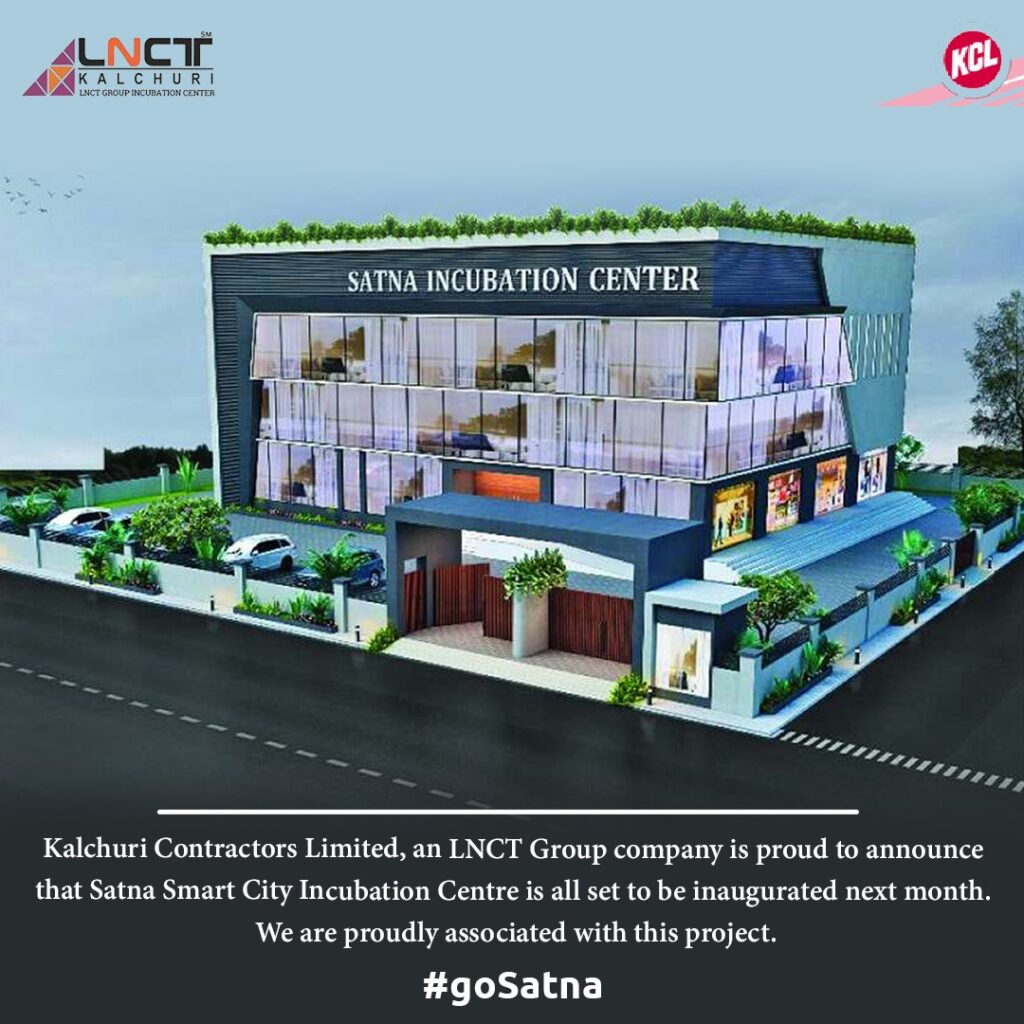 LNCT SM
KALCHURI
LNCT GROUP INCUBATION CENTER
KCL
SATNA INCUBATION CENTER
Kalchuri Contractors Limited, an LNCT Group company is proud to announce
that Satna Smart City Incubation Centre is all set to be inaugurated next month.
We are proudly associated with this project.
#goSatna